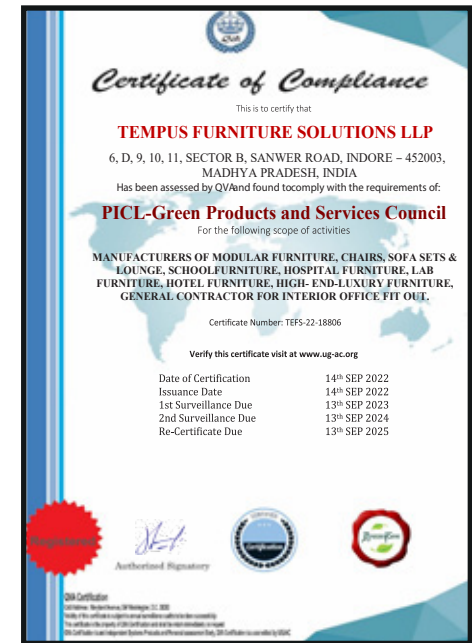 QVA
Certificate of Compliance
This is to certify that
TEMPUS FURNITURE SOLUTIONS LLP
6, D, 9, 10, 11, SECTOR B, SANWER ROAD, INDORE – 452003,
MADHYA PRADESH, INDIA
Has been assessed by QVAand found tocomply with the requirements of:
PICL-Green Products and Services Council
For the following scope of activities
MANUFACTURERS OF MODULAR FURNITURE, CHAIRS, SOFA SETS &
LOUNGE, SCHOOLFURNITURE, HOSPITAL FURNITURE, LAB
FURNITURE, HOTEL FURNITURE, HIGH- END-LUXURY FURNITURE,
GENERAL CONTRACTOR FOR INTERIOR OFFICE FIT OUT.
Certificate Number: TEFS-22-18806
Verify this certificate visit at www.ug-ac.org
Date of Certification 14th SEP 2022
Issuance Date 14th SEP 2022
1st Surveillance Due 13th SEP 2023
2nd Surveillance Due 13th SEP 2024
Re-Certificate Due 13th SEP 2025
Registered
Certification
Authorized Signatory
QVA Certification